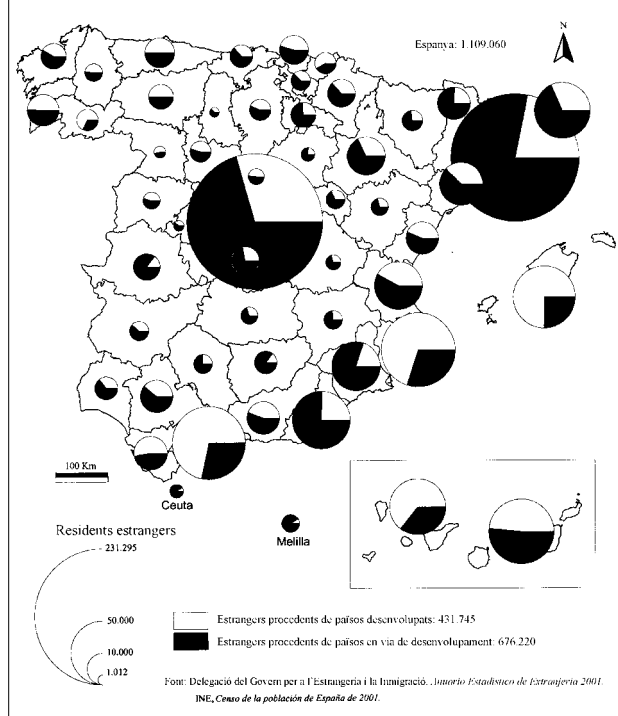 N
Espanya: 1.109.060
100 Km
Ceuta
Melilla
Residents estrangers
231.295
50.000
10.000
1.012
Estrangers procedents de països desenvolupats: 431.745
Estrangers procedents de països en via de desenvolupament: 676.220
Font: Delegació del Govern per a l'Estrangeria i la Inmigració. Anuario Estadístico de Extranjería 2001.
INE, Censo de la población de España de 2001.